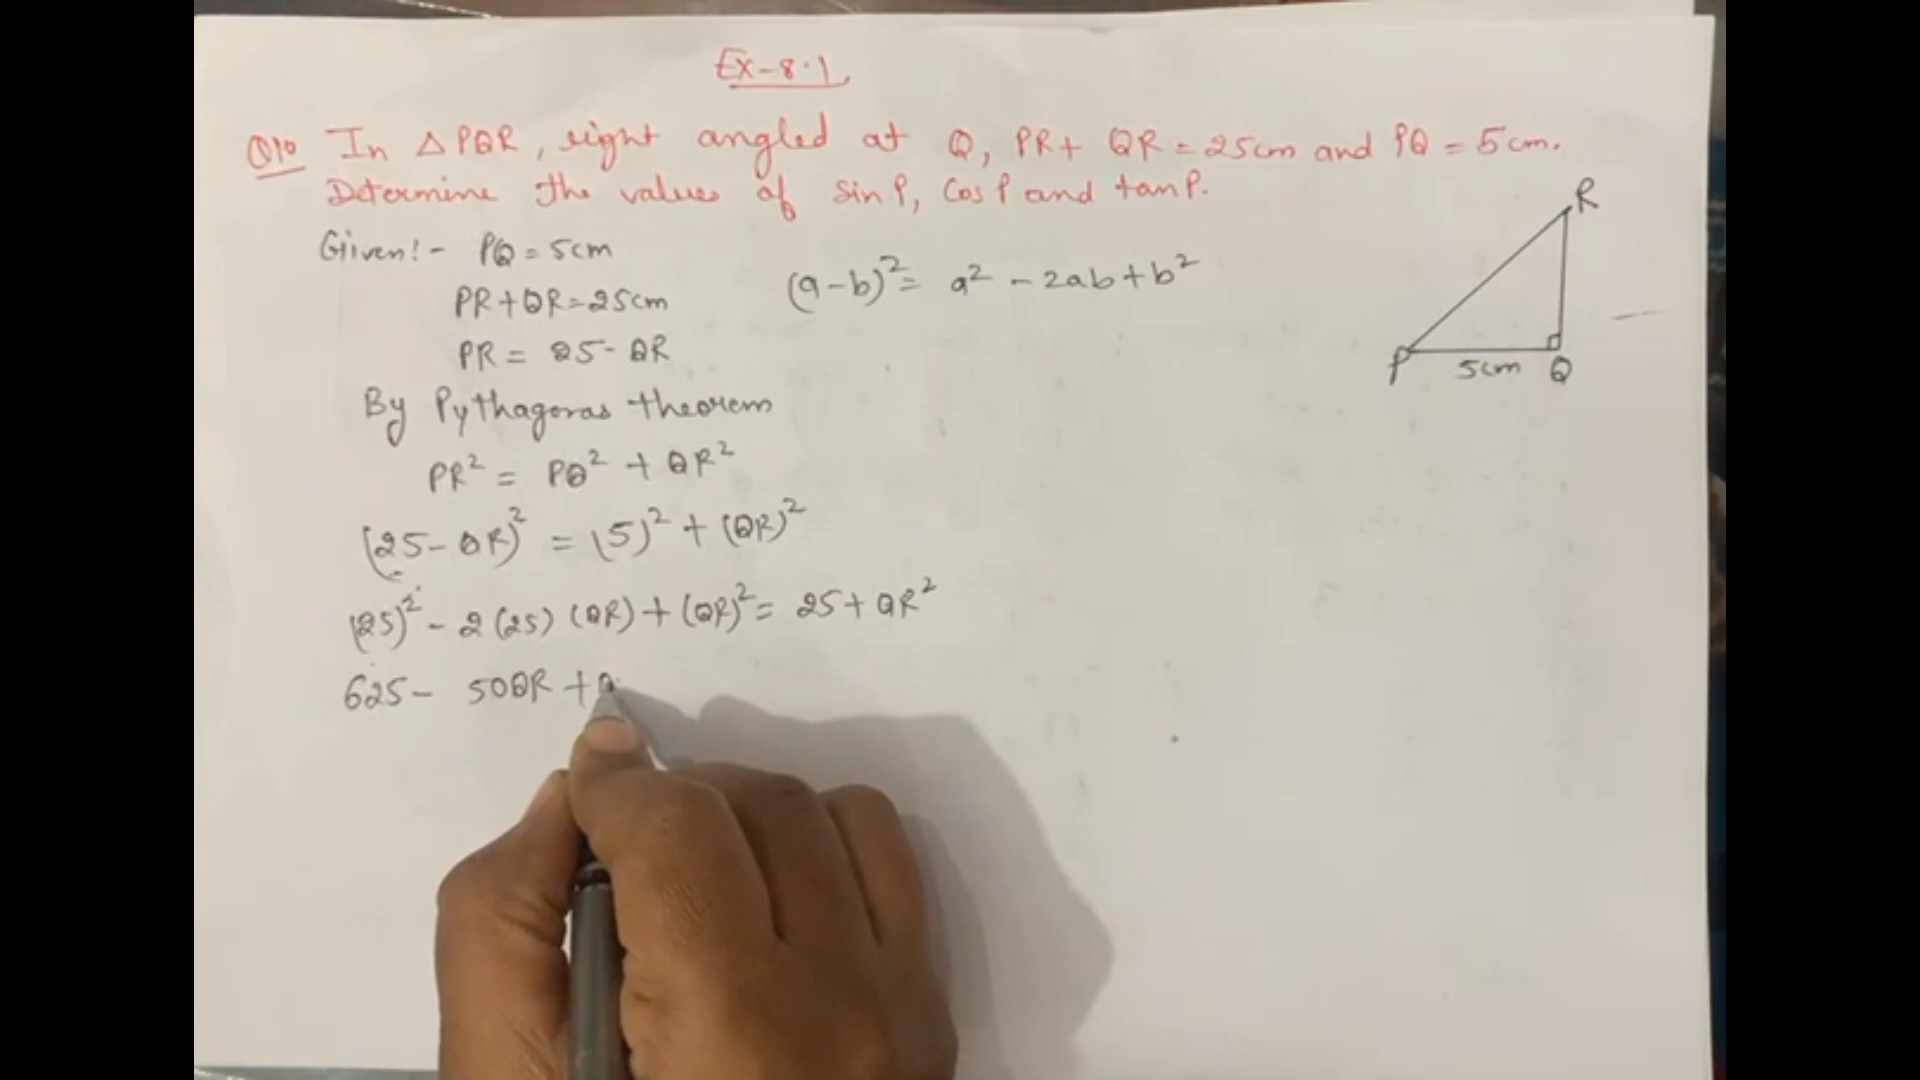 Ex-8.1
Q10 In △PQR, right angled at Q, PR+ QR=25cm and PQ = 5cm.
Determine the values of sin P, Cos P and tan P.
Given:- PQ=5cm
PR+QR=25cm
PR= 25-QR
(a-b)²= a² - 2ab+b²
R
P 5cm Q
By Pythagoras theorem
PR² = PQ² + QR²
(25-QR)² = (5)² + (QR)²
(25)² - 2(25)(QR)+(QR)²= 25+QR²
625- 50QR+Q